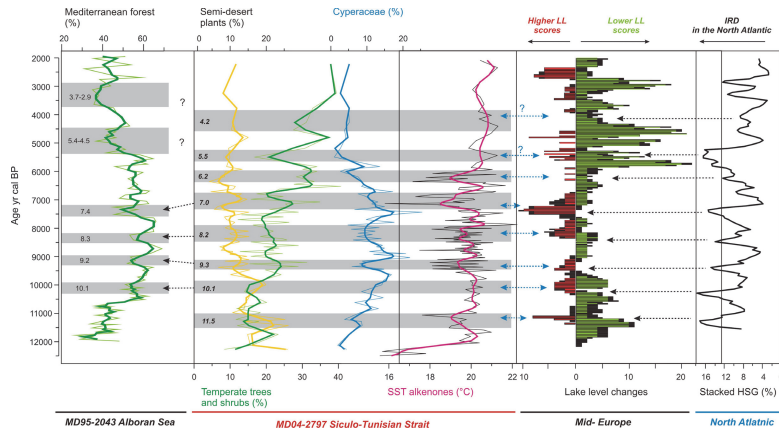 Mediterranean forest
(%)
Semi-desert
plants (%)
Cyperaceae (%)
Higher LL
scores
Lower LL
scores
IRD
in the North Atlantic
20 40 60
0 10 20
0 10 20
10 0 10 20
Age yr cal BP
2000
3000
4000
5000
6000
7000
8000
9000
10000
11000
12000
3.7-2.9
5.4-4.5
7.4
8.3
9.2
10.1
?
?
4.2
5.5
6.2
7.0
8.2
9.3
10.1
11.5
?
?
0 10 20 30 40
16 18 20 22
10 0 10 20
16 12 8 4
Temperate trees
and shrubs (%)
SST alkenones (°C)
Lake level changes
Stacked HSG (%)
MD95-2043 Alboran Sea
MD04-2797 Siculo-Tunisian Strait
Mid- Europe
North Atlatnic